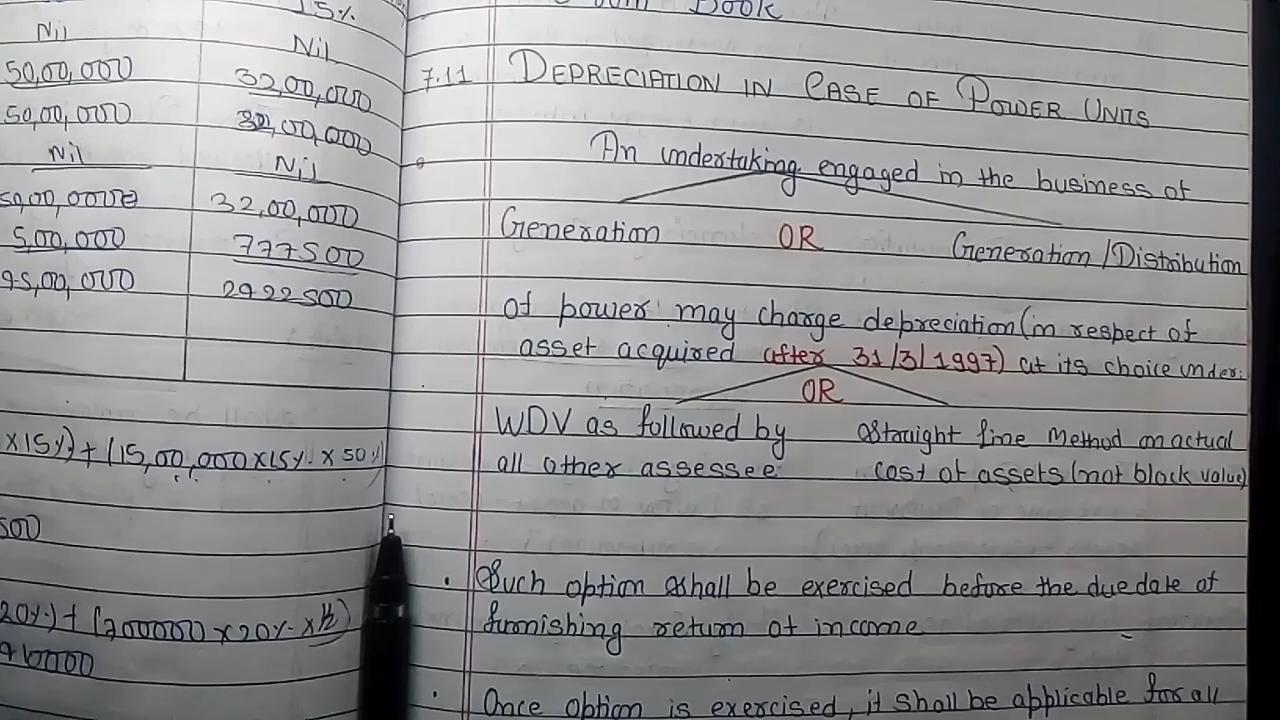 15%
Nil Nil
50,00,000 32,00,000
50,00,000 32,00,000
Nil Nil
50,00,000 32,00,000
5,00,000 777500
95,00,000 2922500
×15%) + (15,00,000×15%×50%)
500
20%) + (700000×20%×½)
Book
7.11 DEPRECIATION IN CASE OF POWER UNITS
An undertaking engaged in the business of
Generation OR Generation/Distribution
of power may charge depreciation (in respect of
asset acquired after 31/3/1997) at its choice under:
OR
WDV as followed by Straight line Method on actual
all other assessee cost of assets (not block value)
. Such option shall be exercised before the due date of
furnishing return of income
. Once option is exercised, it shall be applicable for all